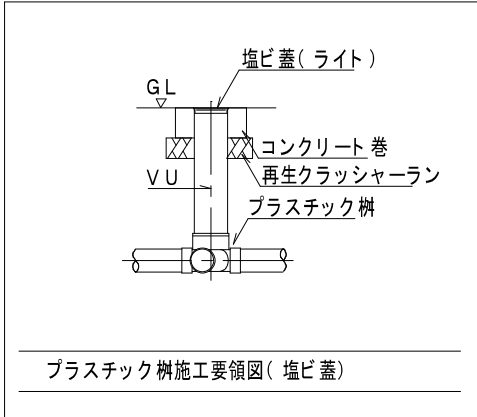 塩ビ蓋(ライト)
GL
コンクリート巻
再生クラッシャーラン
VU
プラスチック桝
プラスチック桝施工要領図(塩ビ蓋)